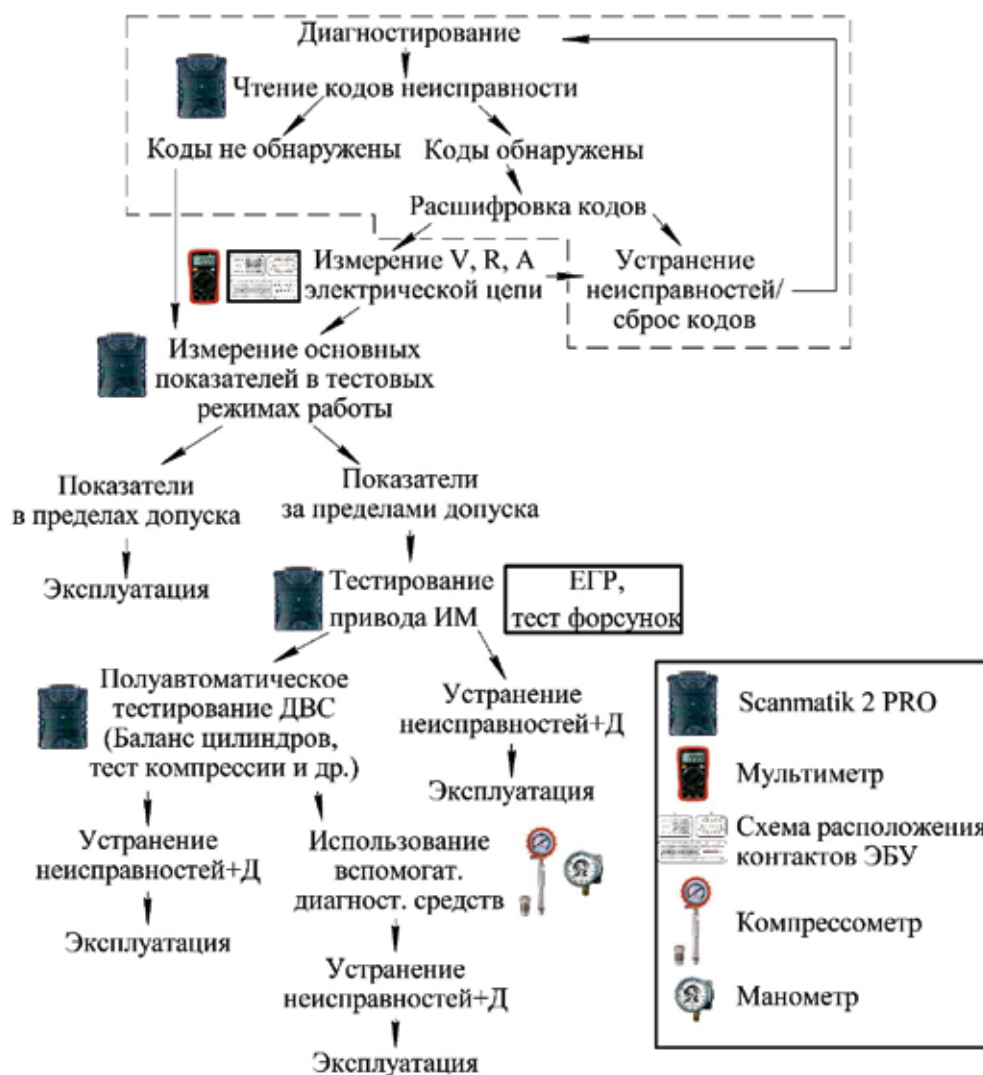 Диагностирование
Чтение кодов неисправности
Коды не обнаружены
Коды обнаружены
Расшифровка кодов
Измерение V, R, A
электрической цепи
Устранение
неисправностей/
сброс кодов
Измерение основных
показателей в тестовых
режимах работы
Показатели
в пределах допуска
Показатели
за пределами допуска
Эксплуатация
Тестирование
привода ИМ
ЕГР,
тест форсунок
Полуавтоматическое
тестирование ДВС
(Баланс цилиндров,
тест компрессии и др.)
Устранение
неисправностей+Д
Эксплуатация
Устранение
неисправностей+Д
Эксплуатация
Использование
вспомогат.
диагност. средств
Устранение
неисправностей+Д
Эксплуатация
Scanmatik 2 PRO
Мультиметр
Схема расположения
контактов ЭБУ
Компрессометр
Манометр